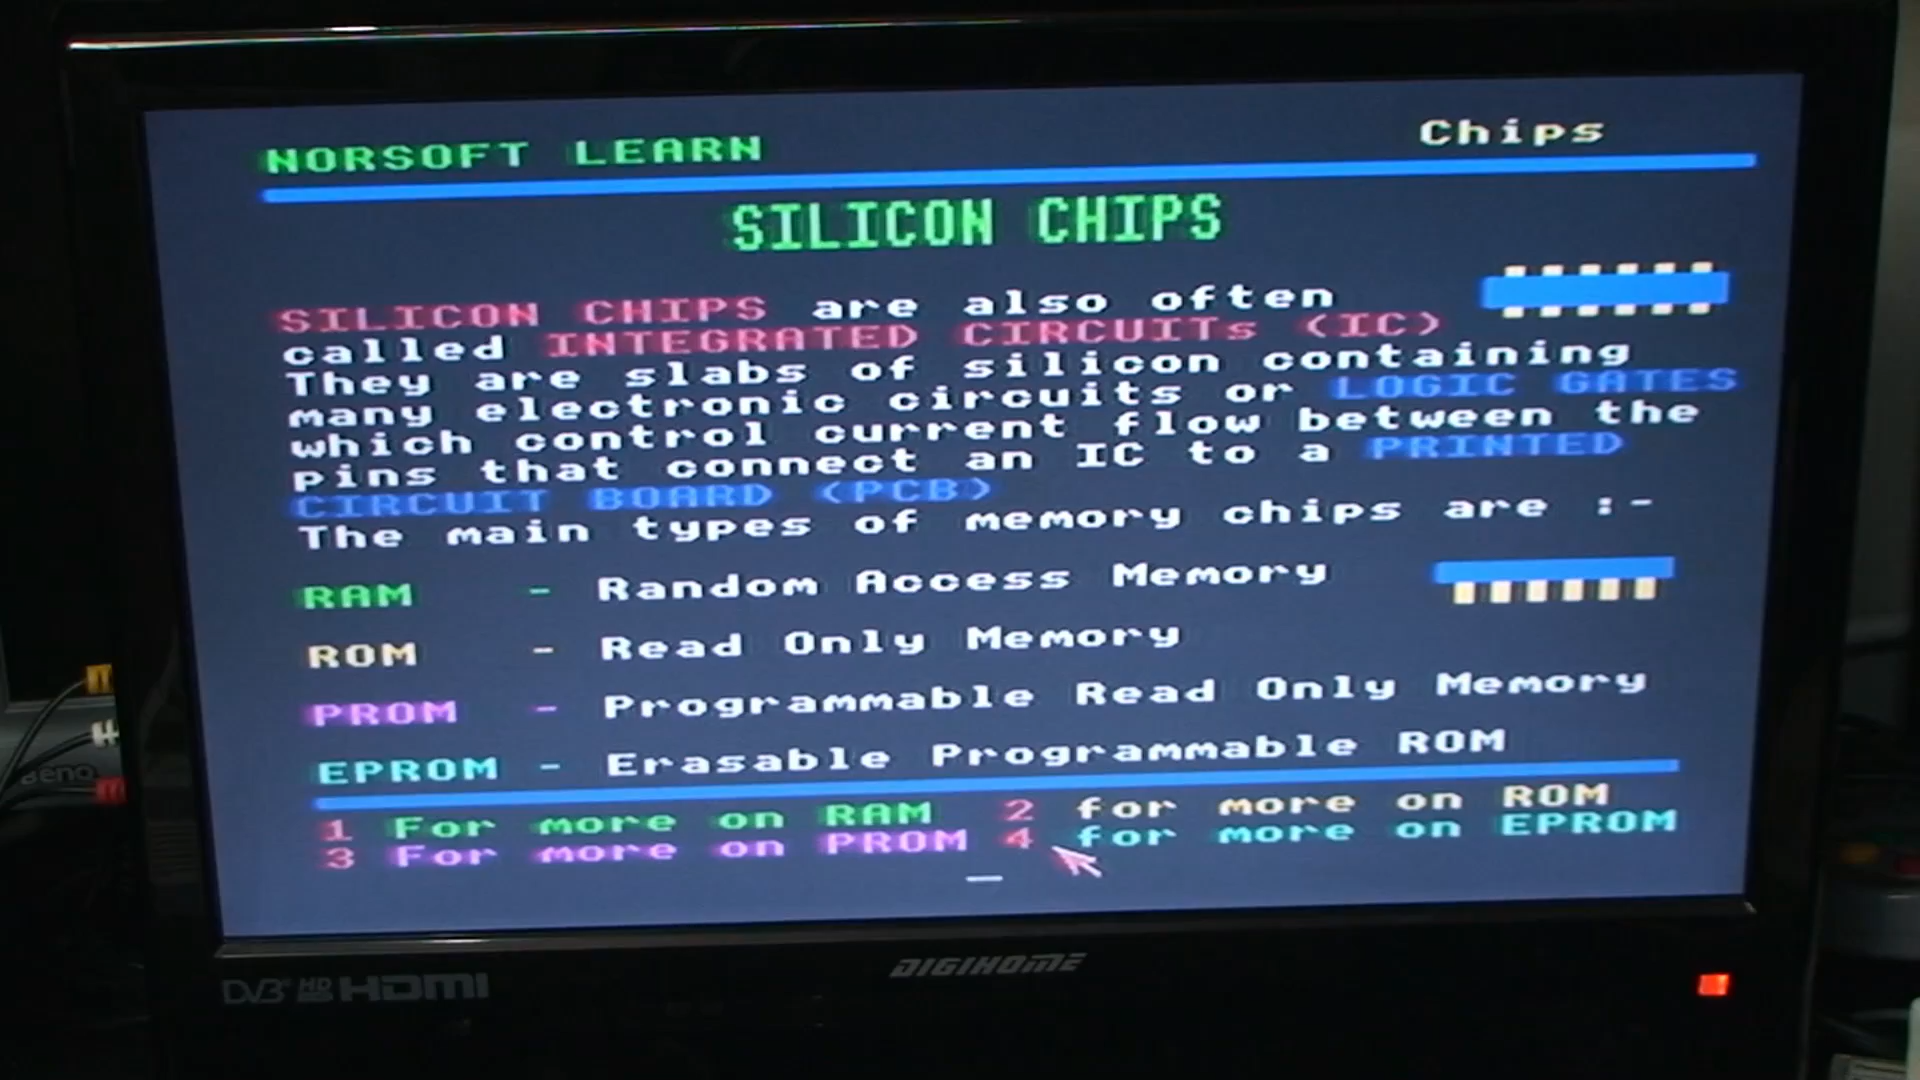 NORSOFT LEARN
Chips
SILICON CHIPS
SILICON CHIPS are also often
called INTEGRATED CIRCUITs (IC)
They are slabs of silicon containing
many electronic circuits or LOGIC GATES
which control current flow between the
pins that connect an IC to a PRINTED
CIRCUIT BOARD (PCB)
The main types of memory chips are :-
RAM - Random Access Memory
ROM - Read Only Memory
PROM - Programmable Read Only Memory
EPROM - Erasable Programmable ROM
1 For more on RAM 2 for more on ROM
3 For more on PROM 4 for more on EPROM
BenQ
DVB HD HDMI
DIGIHOME